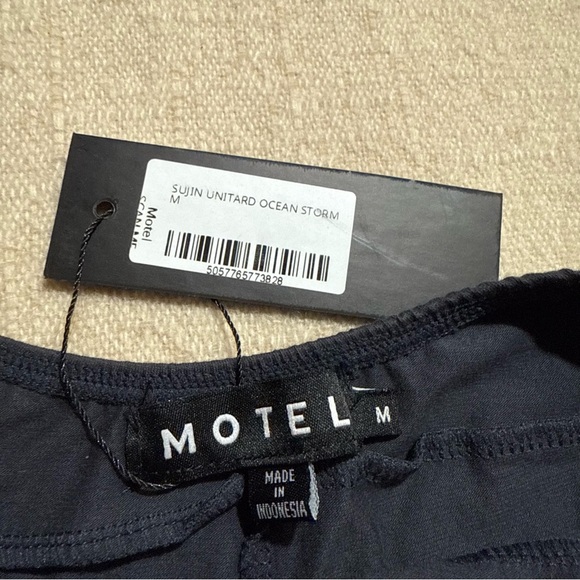 SUJIN UNITARD OCEAN STORM
M
Motel
5057765773828
MOTEL
M
MADE
IN
INDONESIA